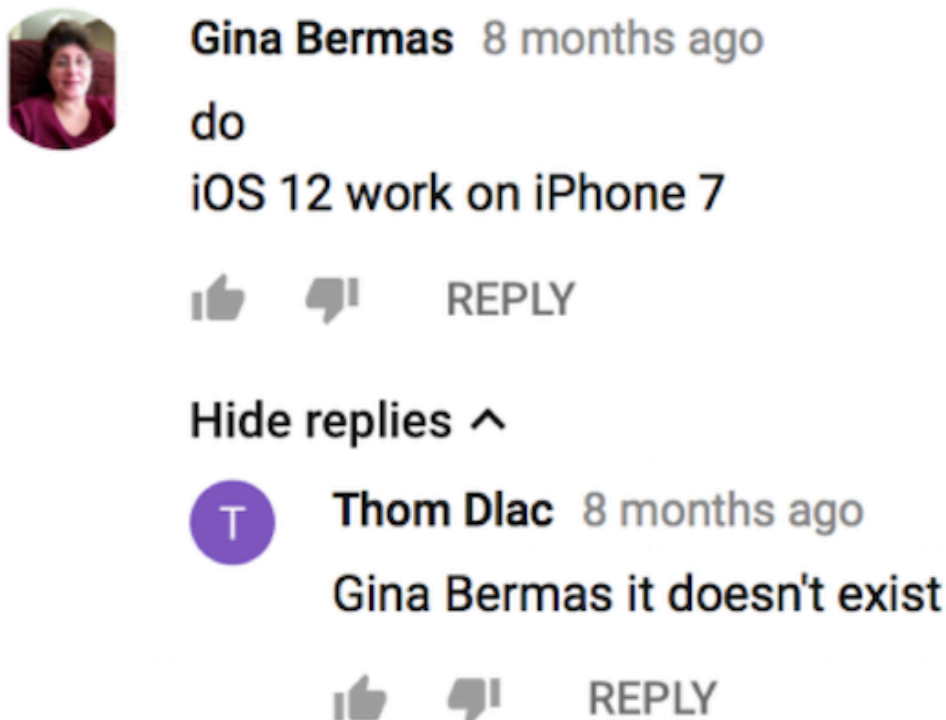 Gina Bermas 8 months ago
do
iOS 12 work on iPhone 7
REPLY
Hide replies
T
Thom Dlac 8 months ago
Gina Bermas it doesn't exist
REPLY